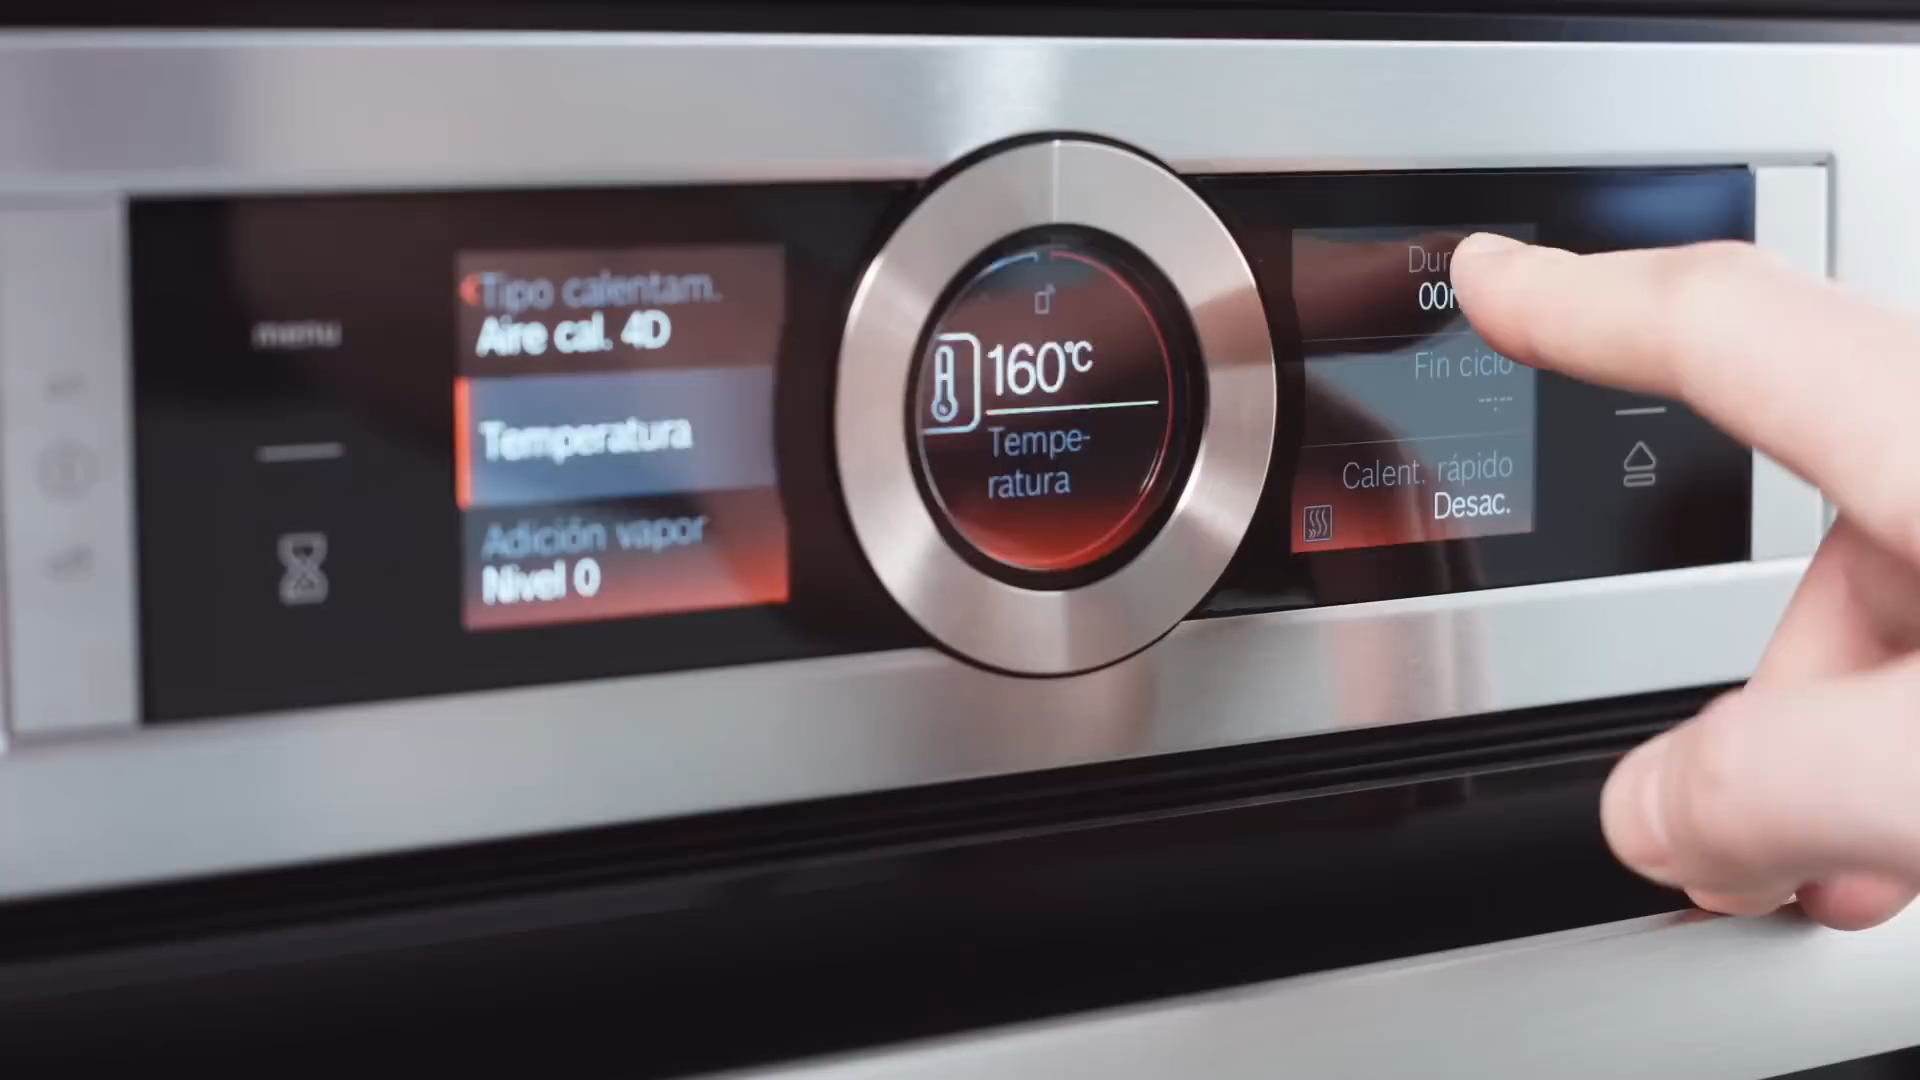 menu
Tipo calentam.
Aire cal. 4D
Temperatura
Adición vapor
Nivel 0
160°C
Tempe-
ratura
Fin ciclo
--:--
Calent. rápido
Desac.